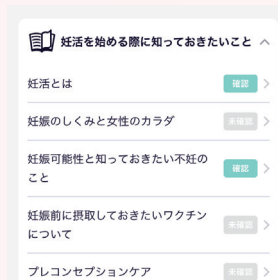 妊活を始める際に知っておきたいこと
妊活とは
確認
妊娠のしくみと女性のカラダ
未確認
妊娠可能性と知っておきたい不妊の
こと
確認
妊娠前に摂取しておきたいワクチン
について
未確認
プレコンセプションケア
未確認